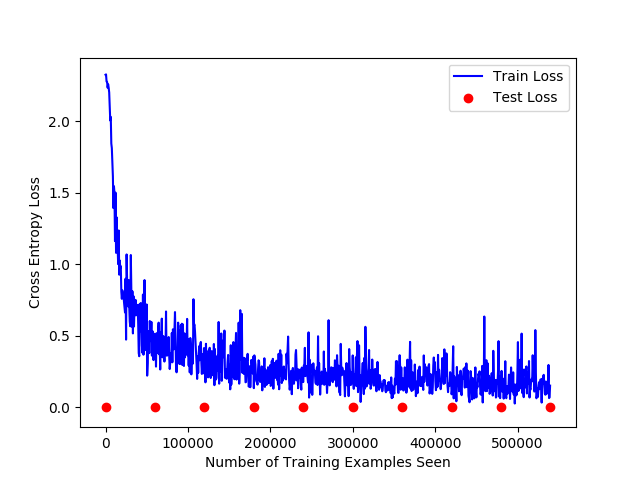 Train Loss
Test Loss
Cross Entropy Loss
2.0
1.5
1.0
0.5
0.0
0 100000 200000 300000 400000 500000
Number of Training Examples Seen